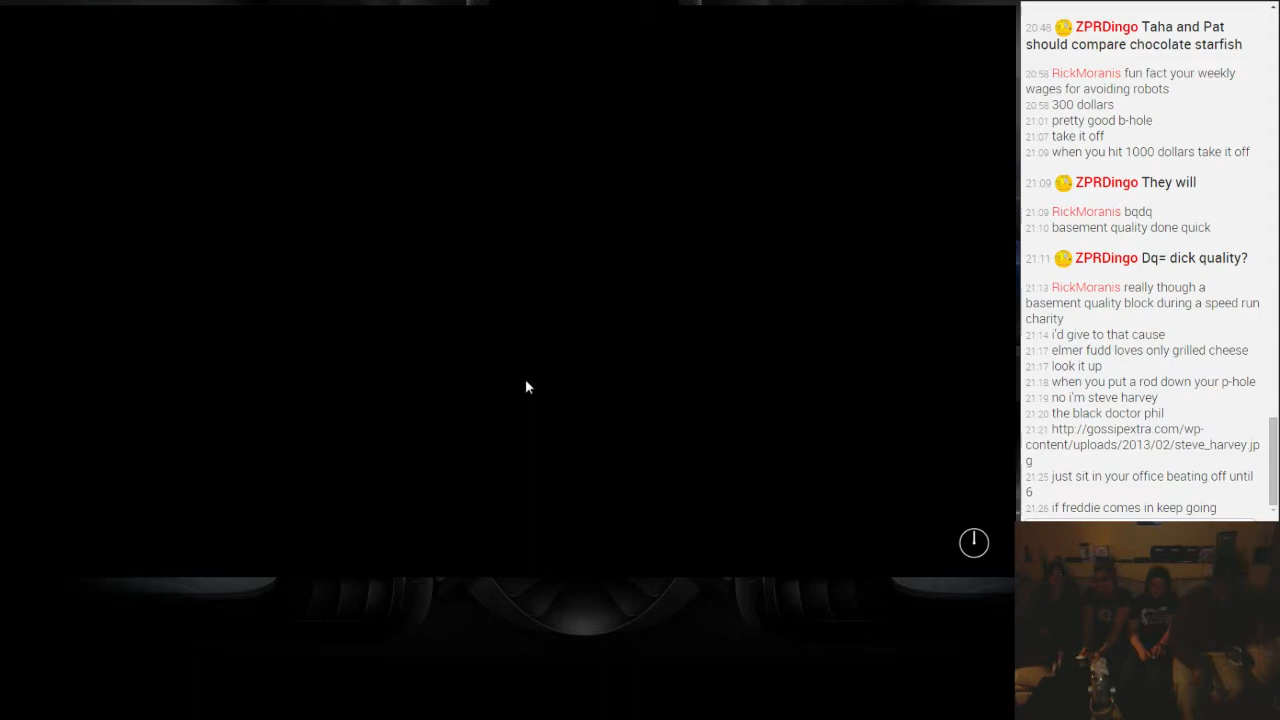 20:48 ZPRDingo Taha and Pat
should compare chocolate starfish
20:58 RickMoranis fun fact your weekly
wages for avoiding robots
20:58 300 dollars
21:01 pretty good b-hole
21:07 take it off
21:09 when you hit 1000 dollars take it off
21:09 ZPRDingo They will
21:09 RickMoranis bqdq
21:10 basement quality done quick
21:11 ZPRDingo Dq= dick quality?
21:13 RickMoranis really though a
basement quality block during a speed run
charity
21:14 i'd give to that cause
21:17 elmer fudd loves only grilled cheese
21:17 look it up
21:18 when you put a rod down your p-hole
21:19 no i'm steve harvey
21:20 the black doctor phil
21:21 http://gossipextra.com/wp-
content/uploads/2013/02/steve_harvey.jp
g
21:25 just sit in your office beating off until
6
21:26 if freddie comes in keep going